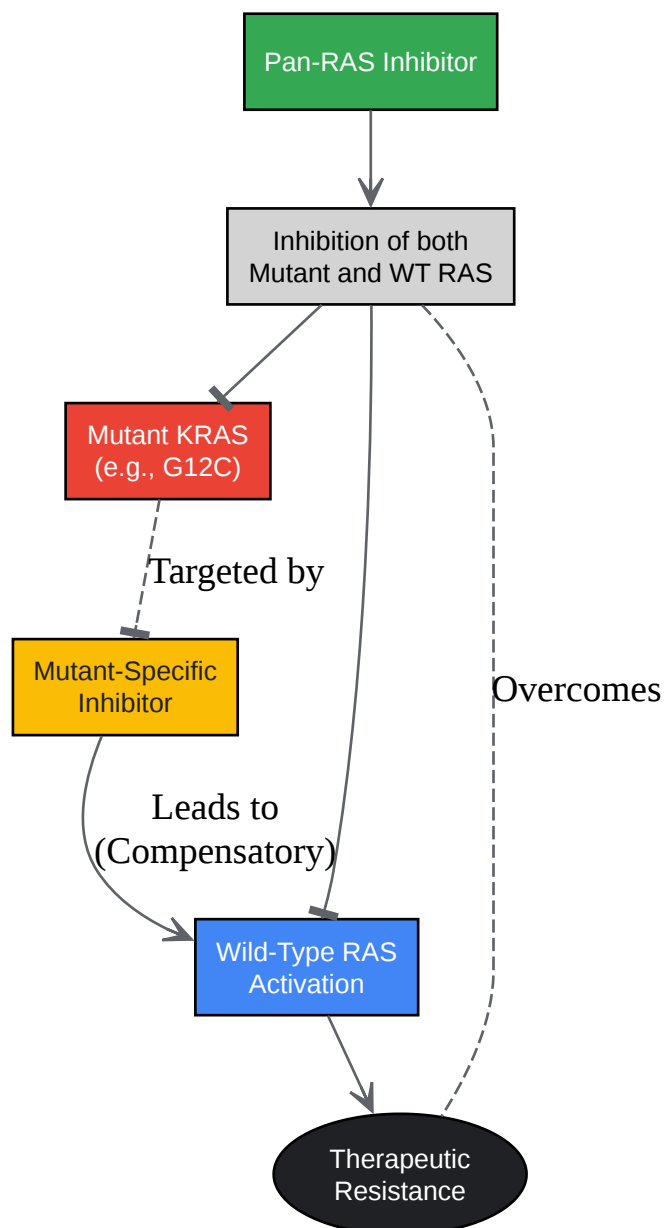 Pan-RAS Inhibitor
Inhibition of both
Mutant and WT RAS
Mutant KRAS
(e.g., G12C)
Targeted by
Mutant-Specific
Inhibitor
Overcomes
Leads to
(Compensatory)
Wild-Type RAS
Activation
Therapeutic
Resistance